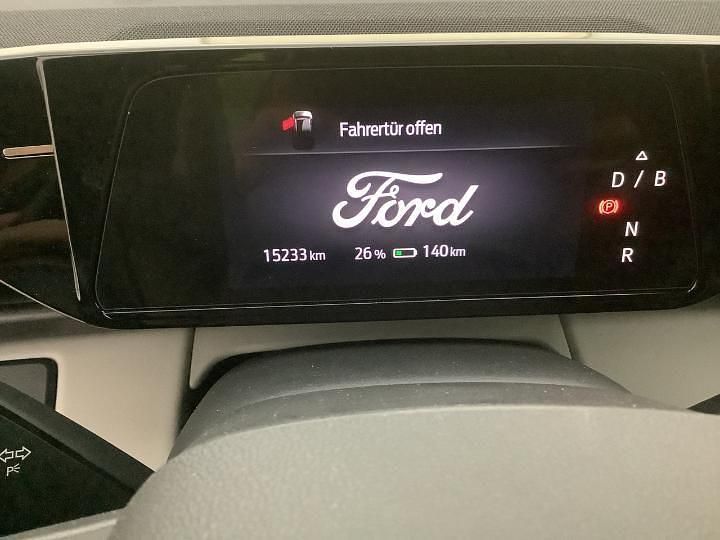 Fahrertür offen
Ford
15233 km 26 % 140 km
D / B
P
N
R
P